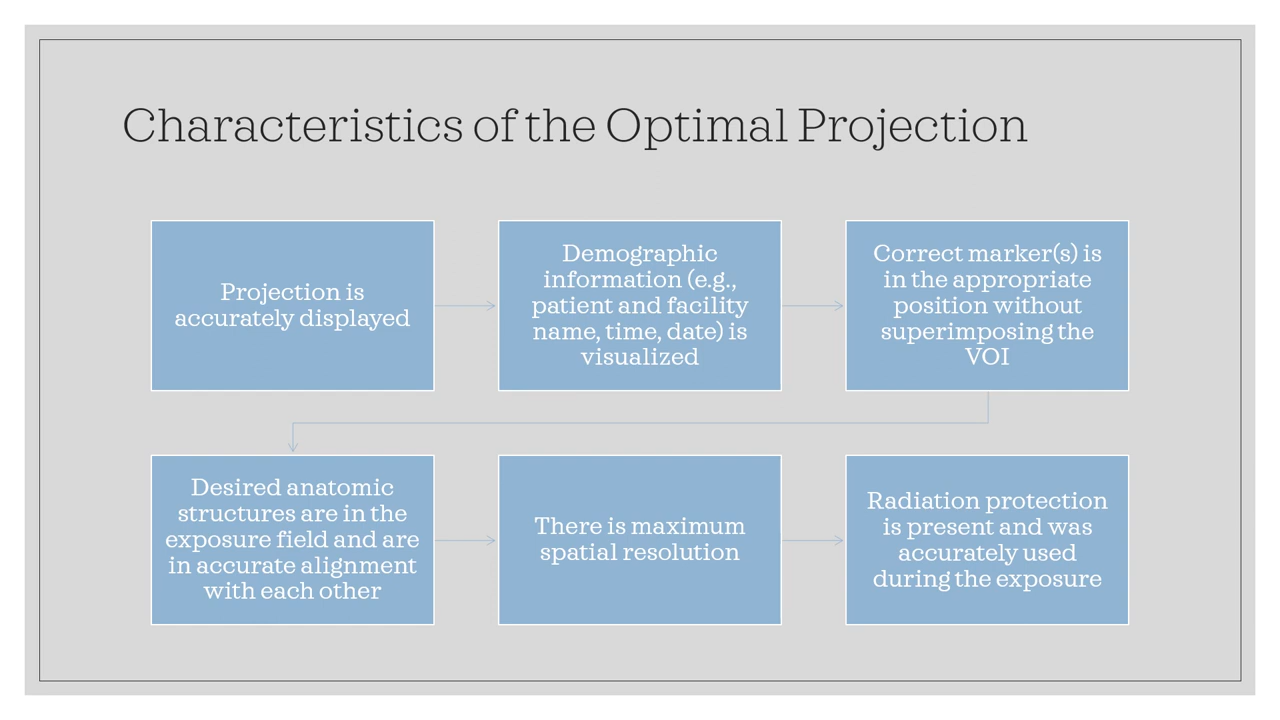 Characteristics of the Optimal Projection
Projection is
accurately displayed
Demographic
information (e.g.,
patient and facility
name, time, date) is
visualized
Correct marker(s) is
in the appropriate
position without
superimposing the
VOI
Desired anatomic
structures are in the
exposure field and are
in accurate alignment
with each other
There is maximum
spatial resolution
Radiation protection
is present and was
accurately used
during the exposure